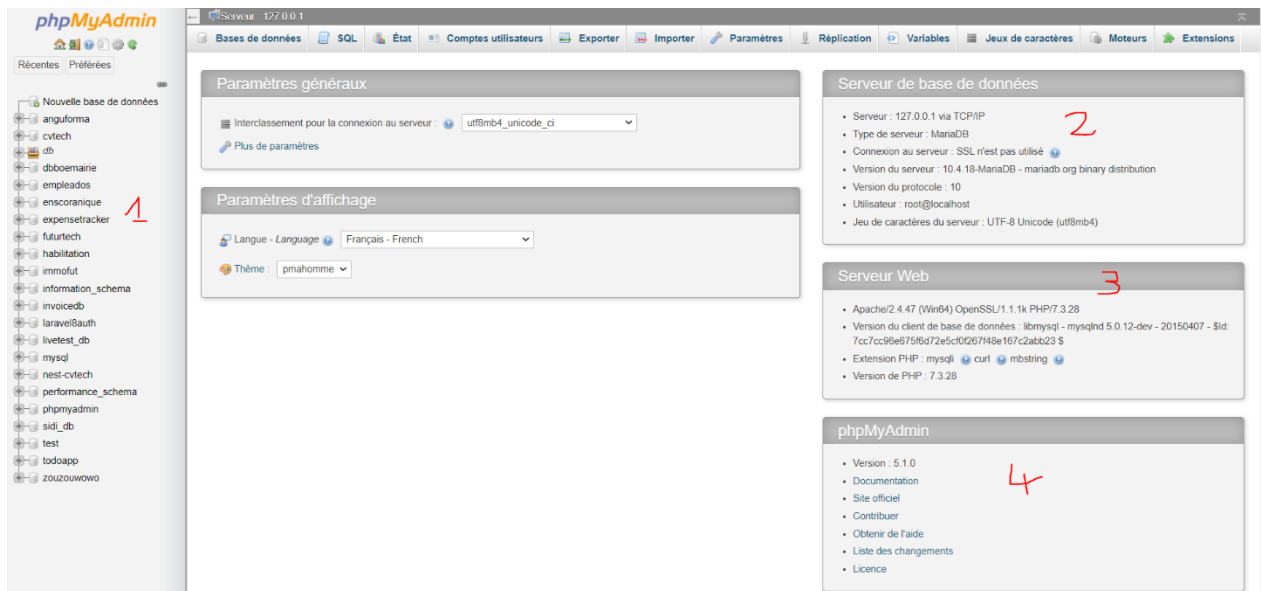 phpMyAdmin
Récentes Préférées
Nouvelle base de données
anguforma
cvtech
db
dbboemairie
empleados
enscoranique
expensetracker
futurtech
habilitation
immofut
information_schema
invoicedb
laravel8auth
livetest_db
mysql
nest-cvtech
performance_schema
phpmyadmin
sidi_db
test
todoapp
zouzouwowo
1
Serveur : 127.0.0.1
Bases de données SQL État Comptes utilisateurs Exporter Importer Paramètres Réplication Variables Jeux de caractères Moteurs Extensions
Paramètres généraux
Interclassement pour la connexion au serveur : utf8mb4_unicode_ci
Plus de paramètres
Paramètres d'affichage
Langue - Language Français - French
Thème : pmahomme
Serveur de base de données
2
Serveur : 127.0.0.1 via TCP/IP
Type de serveur : MariaDB
Connexion au serveur : SSL n'est pas utilisé
Version du serveur : 10.4.18-MariaDB - mariadb.org binary distribution
Version du protocole : 10
Utilisateur : root@localhost
Jeu de caractères du serveur : UTF-8 Unicode (utf8mb4)
Serveur Web
3
Apache/2.4.47 (Win64) OpenSSL/1.1.1k PHP/7.3.28
Version du client de base de données : libmysql - mysqlnd 5.0.12-dev - 20150407 - $Id:
7cc7cc96e675f6d72e5cf0f267f48e167c2abb23 $
Extension PHP : mysqli curl mbstring
Version de PHP : 7.3.28
phpMyAdmin
4
Version : 5.1.0
Documentation
Site officiel
Contribuer
Obtenir de l'aide
Liste des changements
Licence